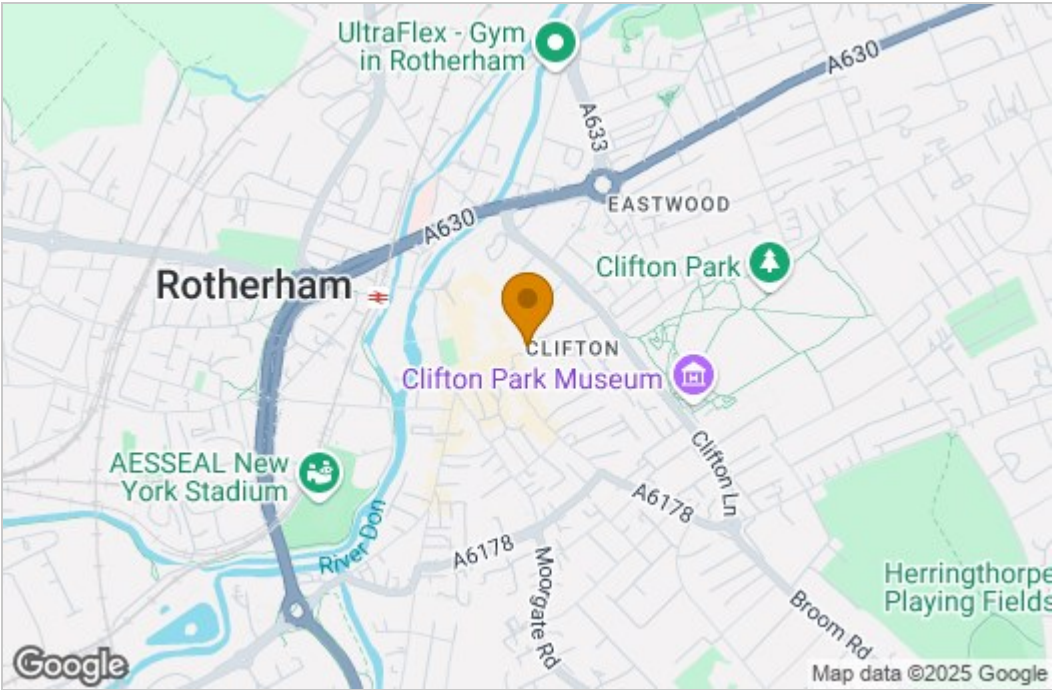 UltraFlex - Gym
in Rotherham
A630
A633
EASTWOOD
A630
Clifton Park
Rotherham
CLIFTON
Clifton Park Museum
Clifton Ln
AESSEAL New
York Stadium
A6178
River Don
A6178
Moorgate Rd
Herringthorpe
Playing Fields
Broom Rd
Google
Map data ©2025 Google